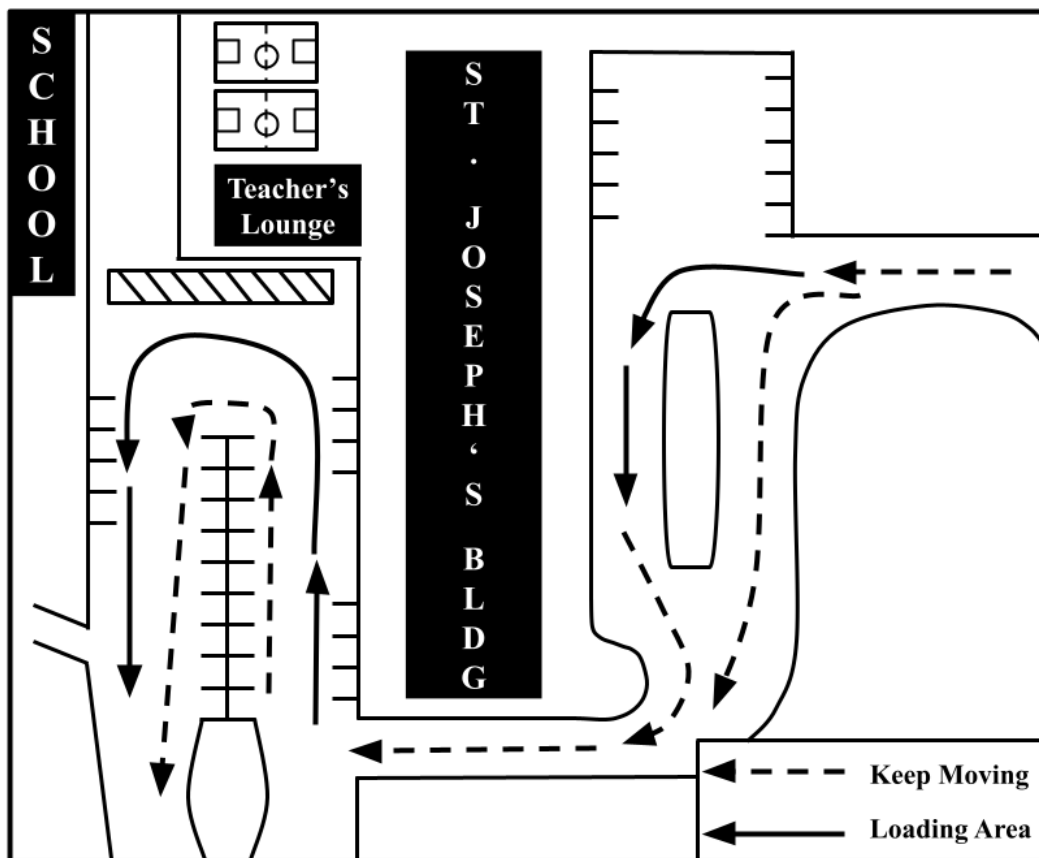 SCHOOL
Teacher's
Lounge
ST. JOSEPH‘S BLDG
Keep Moving
Loading Area